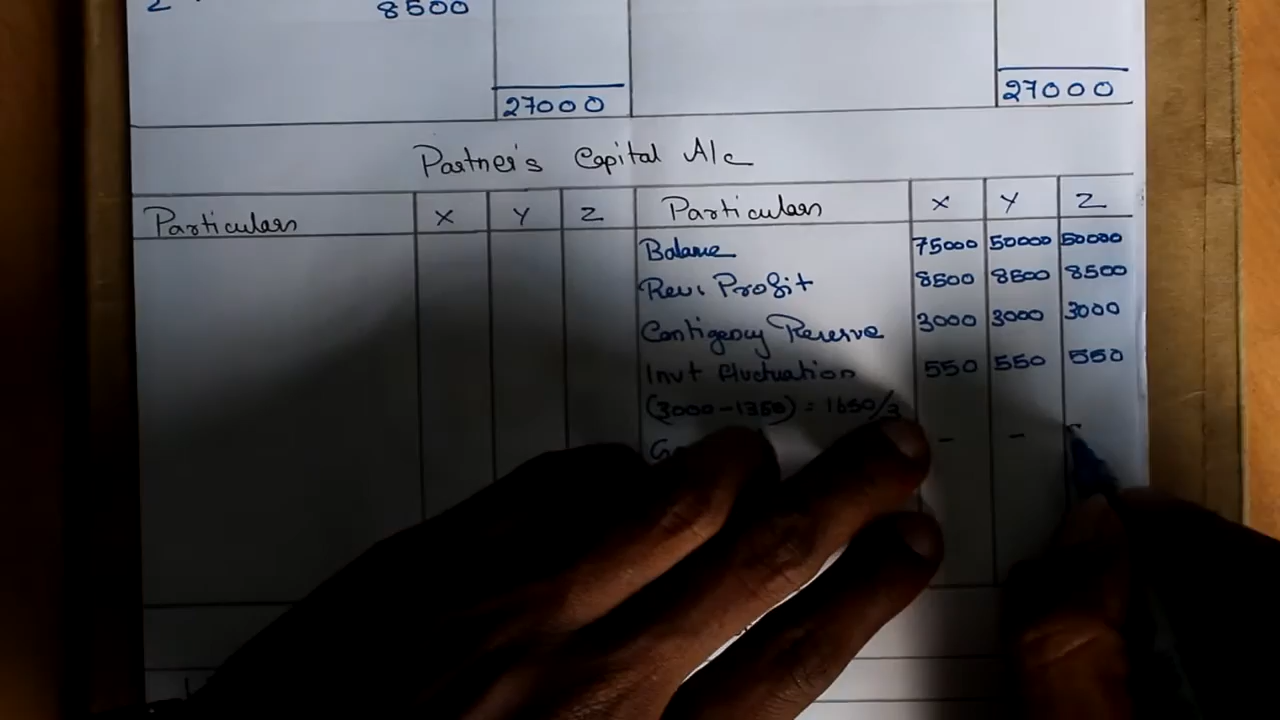 Z 8500
27000 27000
Partner's Capital A/c
Particulars X Y Z Particulars X Y Z
Balance 75000 50000 50000
Rev. Profit 8500 8500 8500
Contigency Reserve 3000 3000 3000
Invt fluctuation 550 550 550
(3000-1350) = 1650/3
- - -